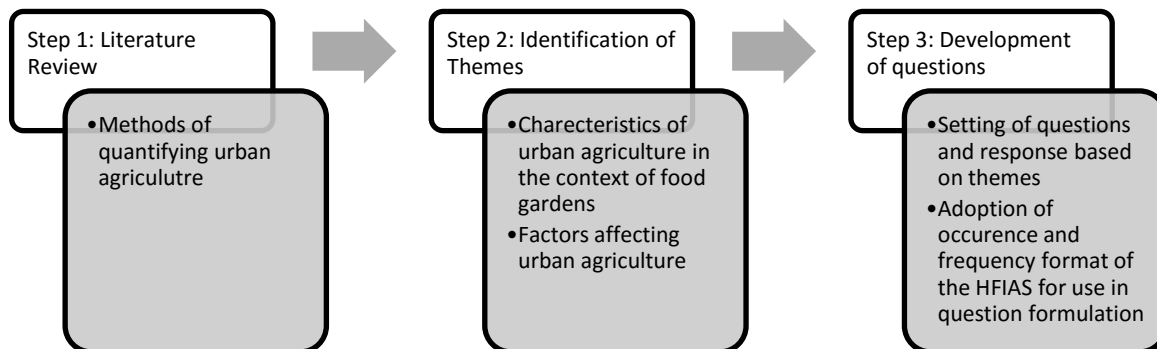 Step 1: Literature
Review
•Methods of
quantifying urban
agriculutre
Step 2: Identification of
Themes
•Charecteristics of
urban agriculture in
the context of food
gardens
•Factors affecting
urban agriculture
Step 3: Development
of questions
•Setting of questions
and response based
on themes
•Adoption of
occurence and
frequency format of
the HFIAS for use in
question formulation